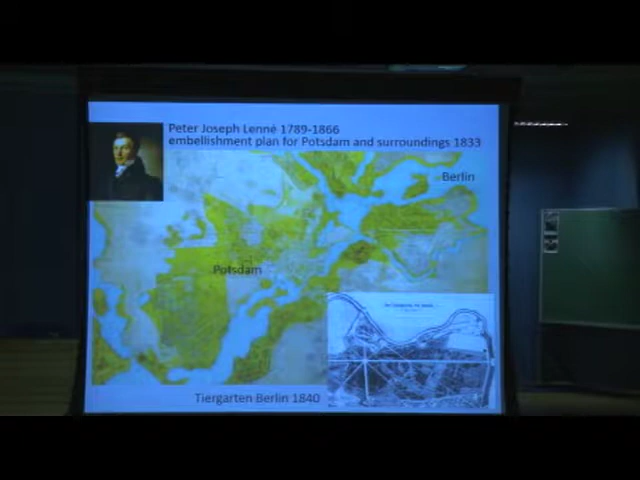 Peter Joseph Lenné 1789-1866
embellishment plan for Potsdam and surroundings 1833
Berlin
Potsdam
Tiergarten Berlin 1840